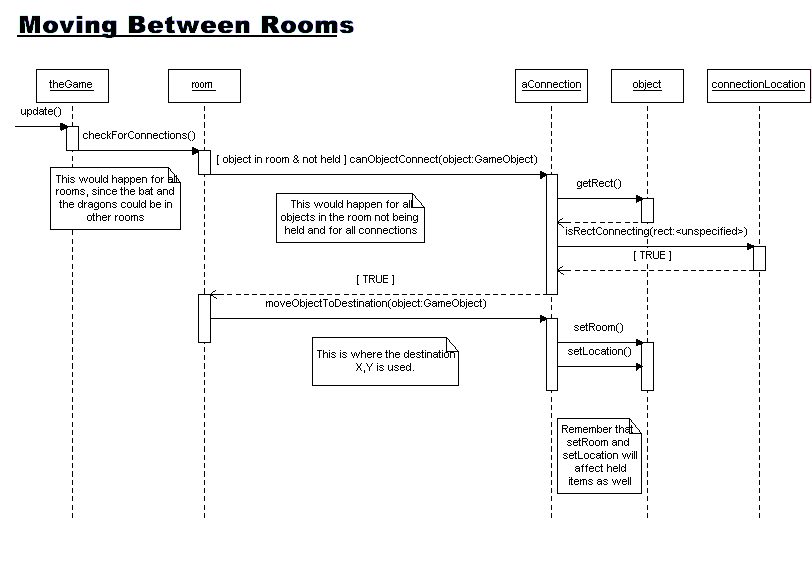 Moving Between Rooms
theGame
room
aConnection
object
connectionLocation
update()
checkForConnections()
[ object in room & not held ] canObjectConnect(object:GameObject)
This would happen for all
rooms, since the bat and
the dragons could be in
other rooms
getRect()
This would happen for all
objects in the room not being
held and for all connections
isRectConnecting(rect:<unspecified>)
[ TRUE ]
[ TRUE ]
moveObjectToDestination(object:GameObject)
setRoom()
This is where the destination
X,Y is used.
setLocation()
Remember that
setRoom and
setLocation will
affect held
items as well